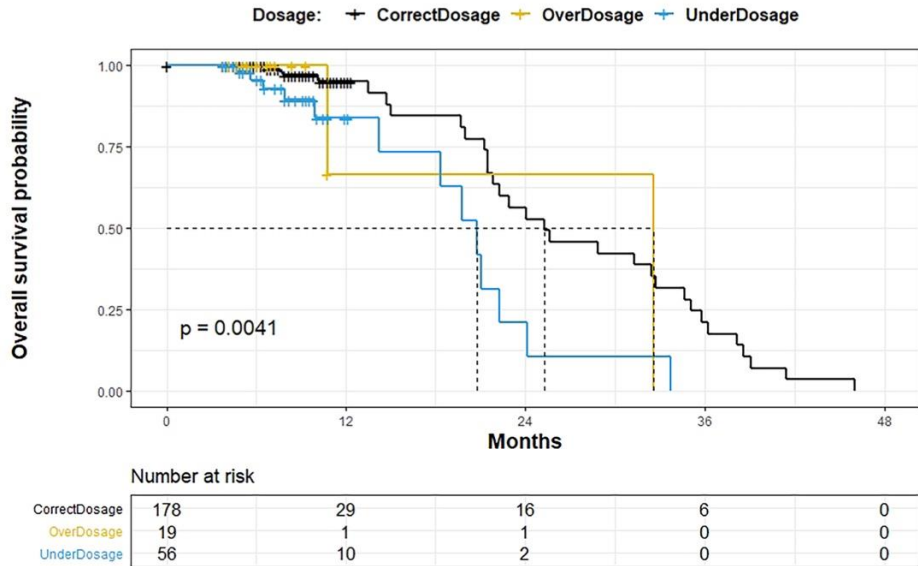 Dosage: CorrectDosage OverDosage UnderDosage
Overall survival probability
1.00
0.75
0.50
0.25
0.00
p = 0.0041
0 12 24 36 48
Months
Number at risk
CorrectDosage 178 29 16 6 0
OverDosage 19 1 1 0 0
UnderDosage 56 10 2 0 0